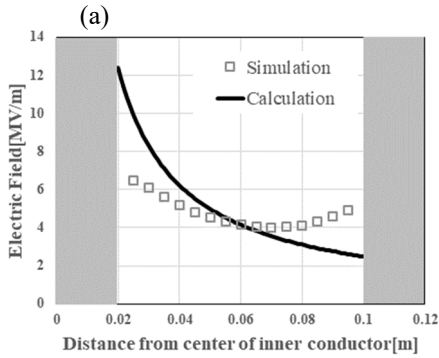 (a)
14
12
10
8
6
4
2
0
Electric Field[MV/m]
Simulation
Calculation
0 0.02 0.04 0.06 0.08 0.1 0.12
Distance from center of inner conductor[m]